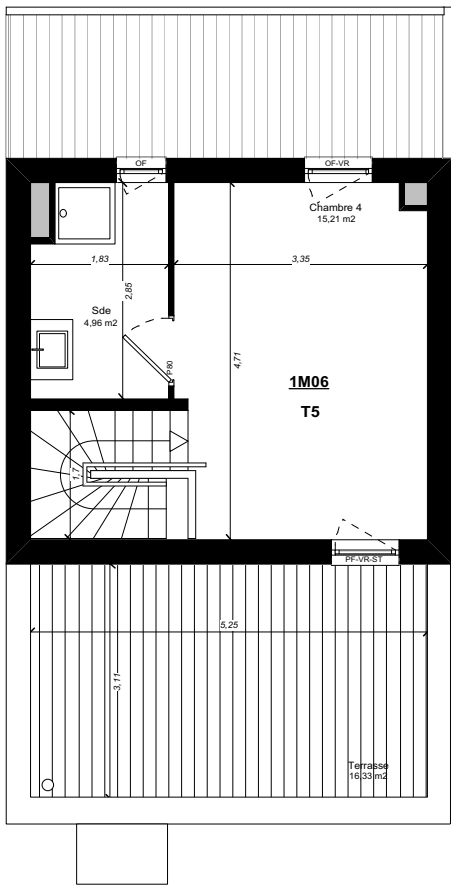 OF
OF-VR
Chambre 4
15,21 m2
1,83
3,35
2,85
Sde
4,96 m2
4,71
P80
1M06
T5
1,7
PF-VR-ST
5,25
3,11
Terrasse
16,33 m2